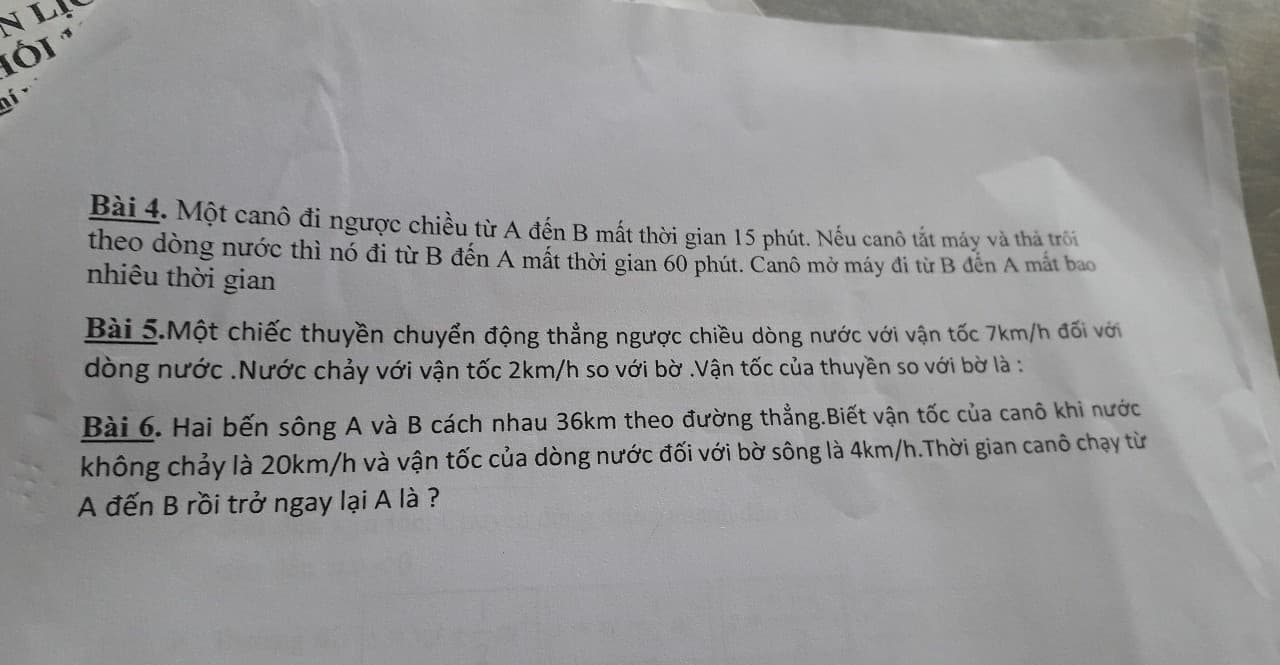 Bài 4. Một canô đi ngược chiều từ A đến B mất thời gian 15 phút. Nếu canô tắt máy và thả trôi
theo dòng nước thì nó đi từ B đến A mất thời gian 60 phút. Canô mở máy đi từ B đến A mất bao
nhiêu thời gian
Bài 5.Một chiếc thuyền chuyển động thẳng ngược chiều dòng nước với vận tốc 7km/h đối với
dòng nước .Nước chảy với vận tốc 2km/h so với bờ .Vận tốc của thuyền so với bờ là :
Bài 6. Hai bến sông A và B cách nhau 36km theo đường thẳng.Biết vận tốc của canô khi nước
không chảy là 20km/h và vận tốc của dòng nước đối với bờ sông là 4km/h.Thời gian canô chạy từ
A đến B rồi trở ngay lại A là ?